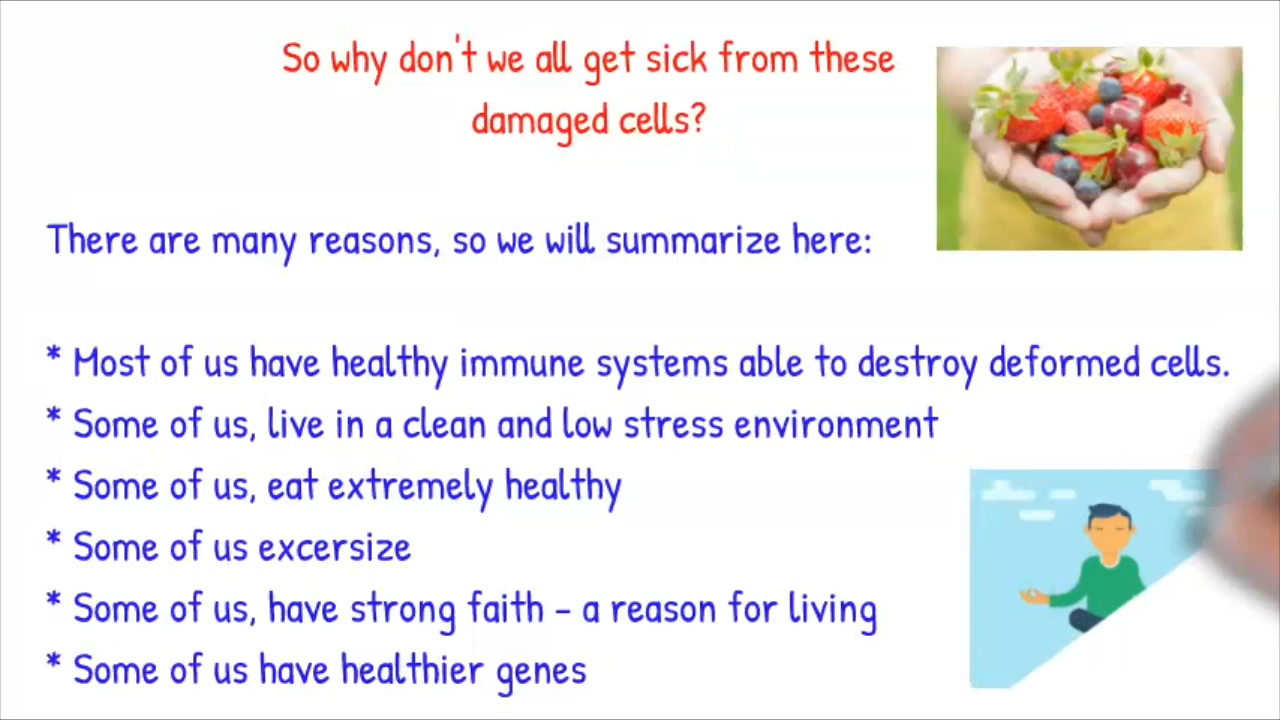 So why don't we all get sick from these
damaged cells?
There are many reasons, so we will summarize here:
* Most of us have healthy immune systems able to destroy deformed cells.
* Some of us, live in a clean and low stress environment
* Some of us, eat extremely healthy
* Some of us excersize
* Some of us, have strong faith - a reason for living
* Some of us have healthier genes